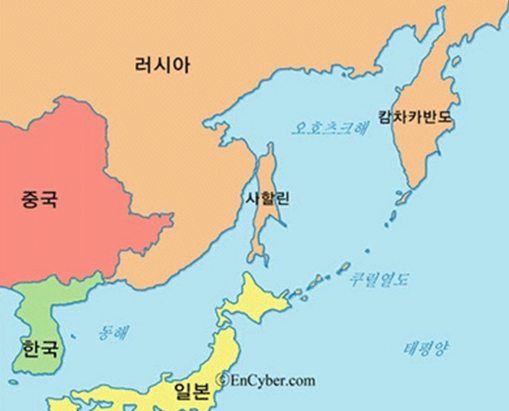 러시아
캄차카반도
오호츠크해
중국
사할린
쿠릴열도
동해
한국
태평양
일본
©EnCyber.com